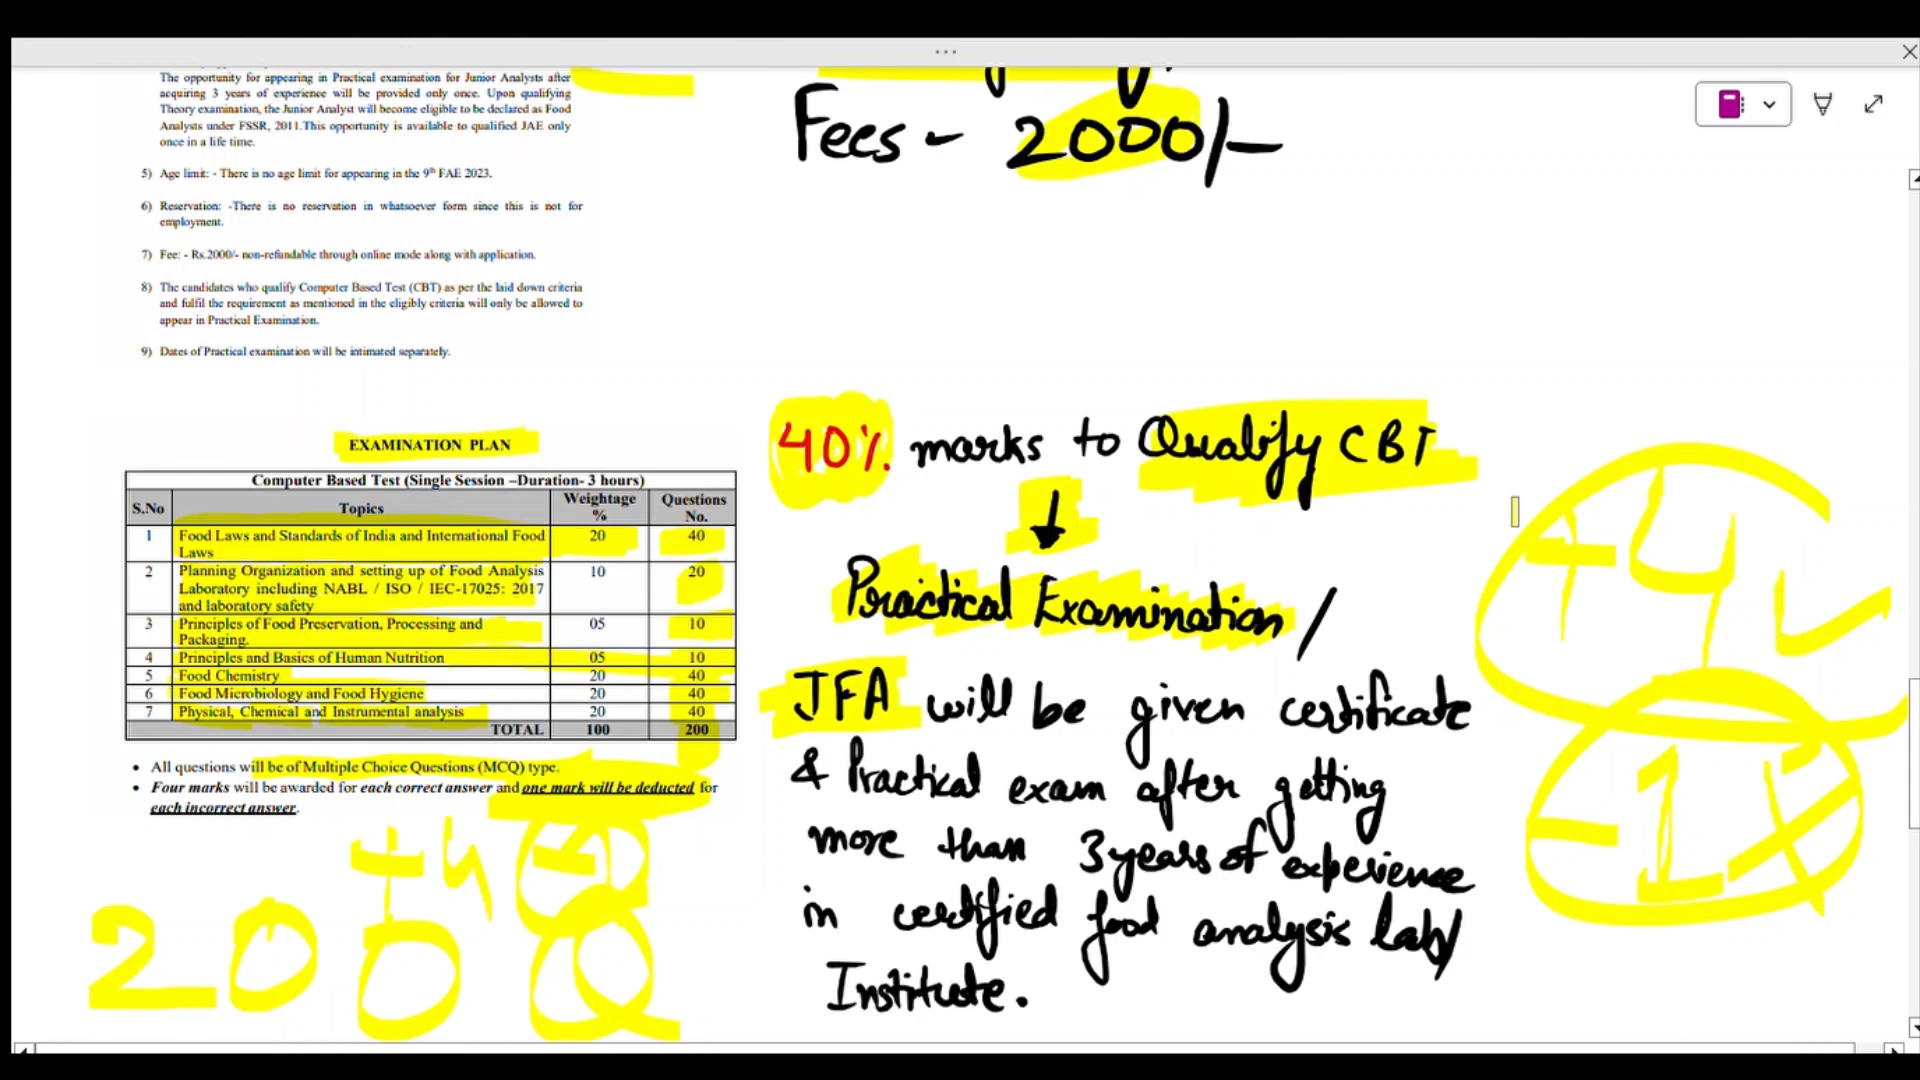 The opportunity for appearing in Practical examination for Junior Analysts after
acquiring 3 years of experience will be provided only once. Upon qualifying
Theory examination, the Junior Analyst will become eligible to be declared as Food
Analysts under FSSR, 2011.This opportunity is available to qualified JAE only
once in a life time.
5) Age limit: - There is no age limit for appearing in the 9th FAE 2023.
6) Reservation: -There is no reservation in whatsoever form since this is not for
employment.
7) Fee: - Rs.2000/- non-refundable through online mode along with application.
8) The candidates who qualify Computer Based Test (CBT) as per the laid down criteria
and fulfil the requirement as mentioned in the eligibly criteria will only be allowed to
appear in Practical Examination.
9) Dates of Practical examination will be intimated separately.
EXAMINATION PLAN
Computer Based Test (Single Session –Duration- 3 hours)
S.No Topics Weightage % Questions No.
1 Food Laws and Standards of India and International Food 20 40
Laws
2 Planning Organization and setting up of Food Analysis 10 20
Laboratory including NABL / ISO / IEC-17025: 2017
and laboratory safety
3 Principles of Food Preservation, Processing and 05 10
Packaging.
4 Principles and Basics of Human Nutrition 05 10
5 Food Chemistry 20 40
6 Food Microbiology and Food Hygiene 20 40
7 Physical, Chemical and Instrumental analysis 20 40
TOTAL 100 200
• All questions will be of Multiple Choice Questions (MCQ) type.
• Four marks will be awarded for each correct answer and one mark will be deducted for
each incorrect answer.
+4
200
Fees - 2000/-
40% marks to Qualify CBT
Practical Examination /
JFA will be given certificate
& Practical exam after getting
more than 3 years of experience
in certified food analysis lab/
Institute.
+4
-1